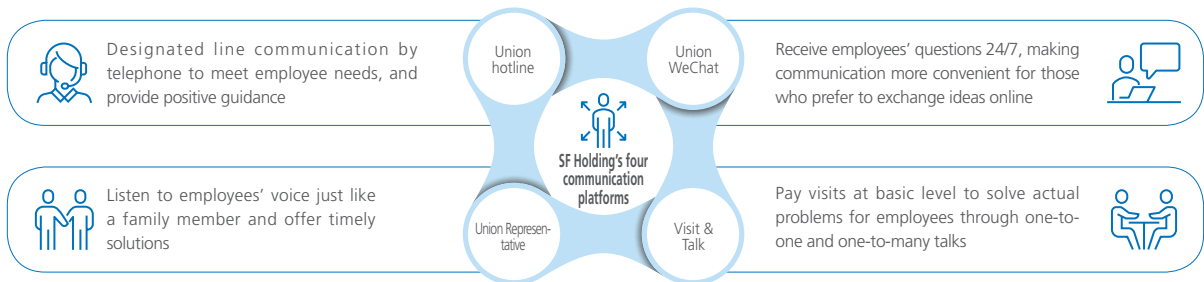 Designated line communication by
telephone to meet employee needs, and
provide positive guidance
Union
hotline
Union
WeChat
Receive employees' questions 24/7, making
communication more convenient for those
who prefer to exchange ideas online
SF Holding's four
communication
platforms
Listen to employees' voice just like
a family member and offer timely
solutions
Union Represen-
tative
Visit &
Talk
Pay visits at basic level to solve actual
problems for employees through one-to-
one and one-to-many talks